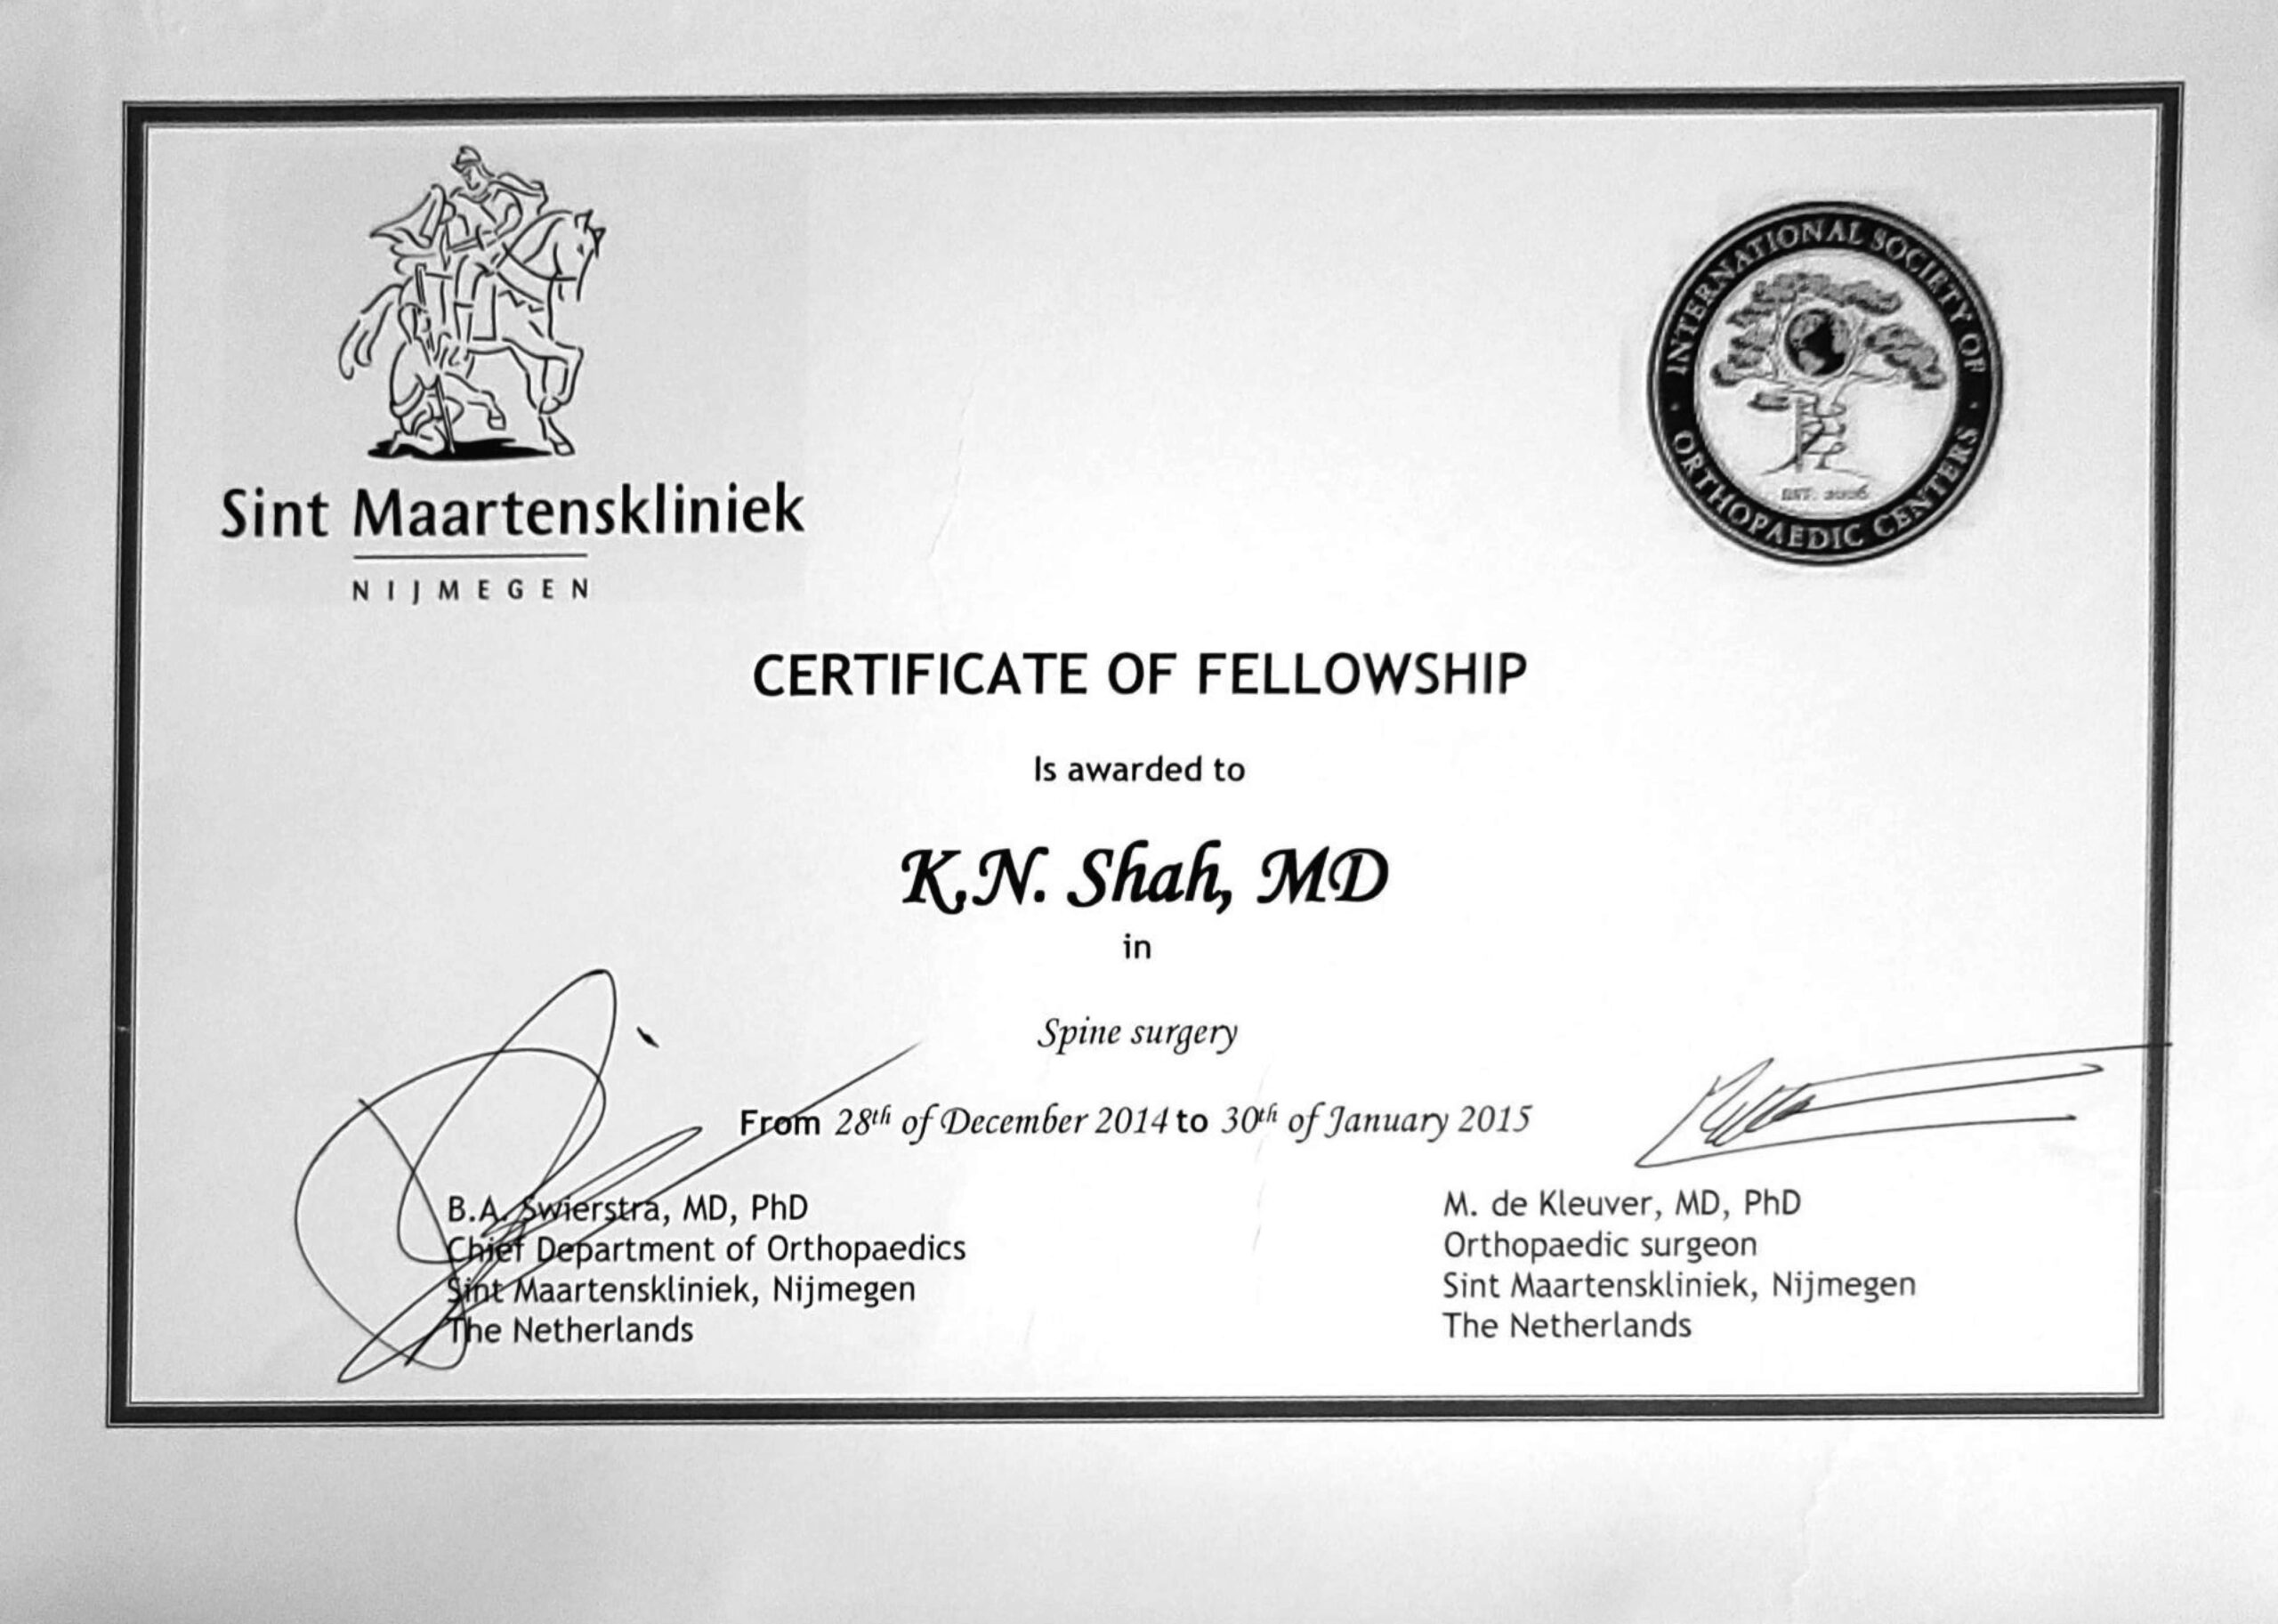 Sint Maartenskliniek
NIJMEGEN
INTERNATIONAL SOCIETY OF
ORTHOPAEDIC CENTERS
EST. 2006
CERTIFICATE OF FELLOWSHIP
Is awarded to
K.N. Shah, MD
in
Spine surgery
From 28th of December 2014 to 30th of January 2015
B.A. Swierstra, MD, PhD
Chief Department of Orthopaedics
Sint Maartenskliniek, Nijmegen
The Netherlands
M. de Kleuver, MD, PhD
Orthopaedic surgeon
Sint Maartenskliniek, Nijmegen
The Netherlands